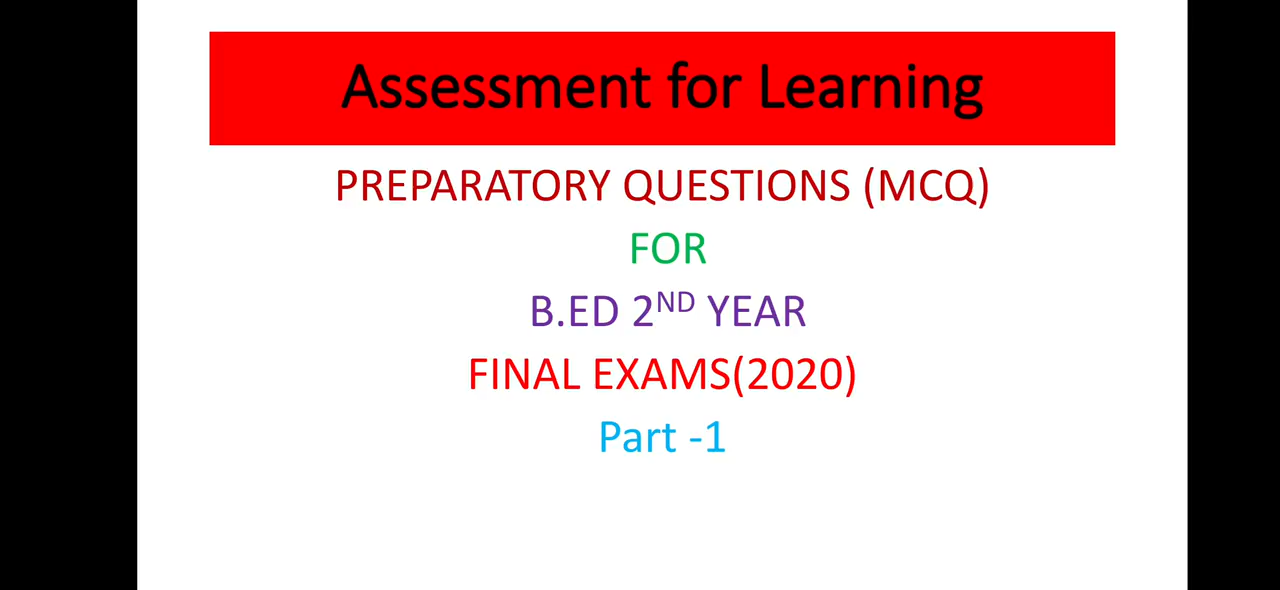 Assessment for Learning
PREPARATORY QUESTIONS (MCQ)
FOR
B.ED 2ND YEAR
FINAL EXAMS(2020)
Part -1